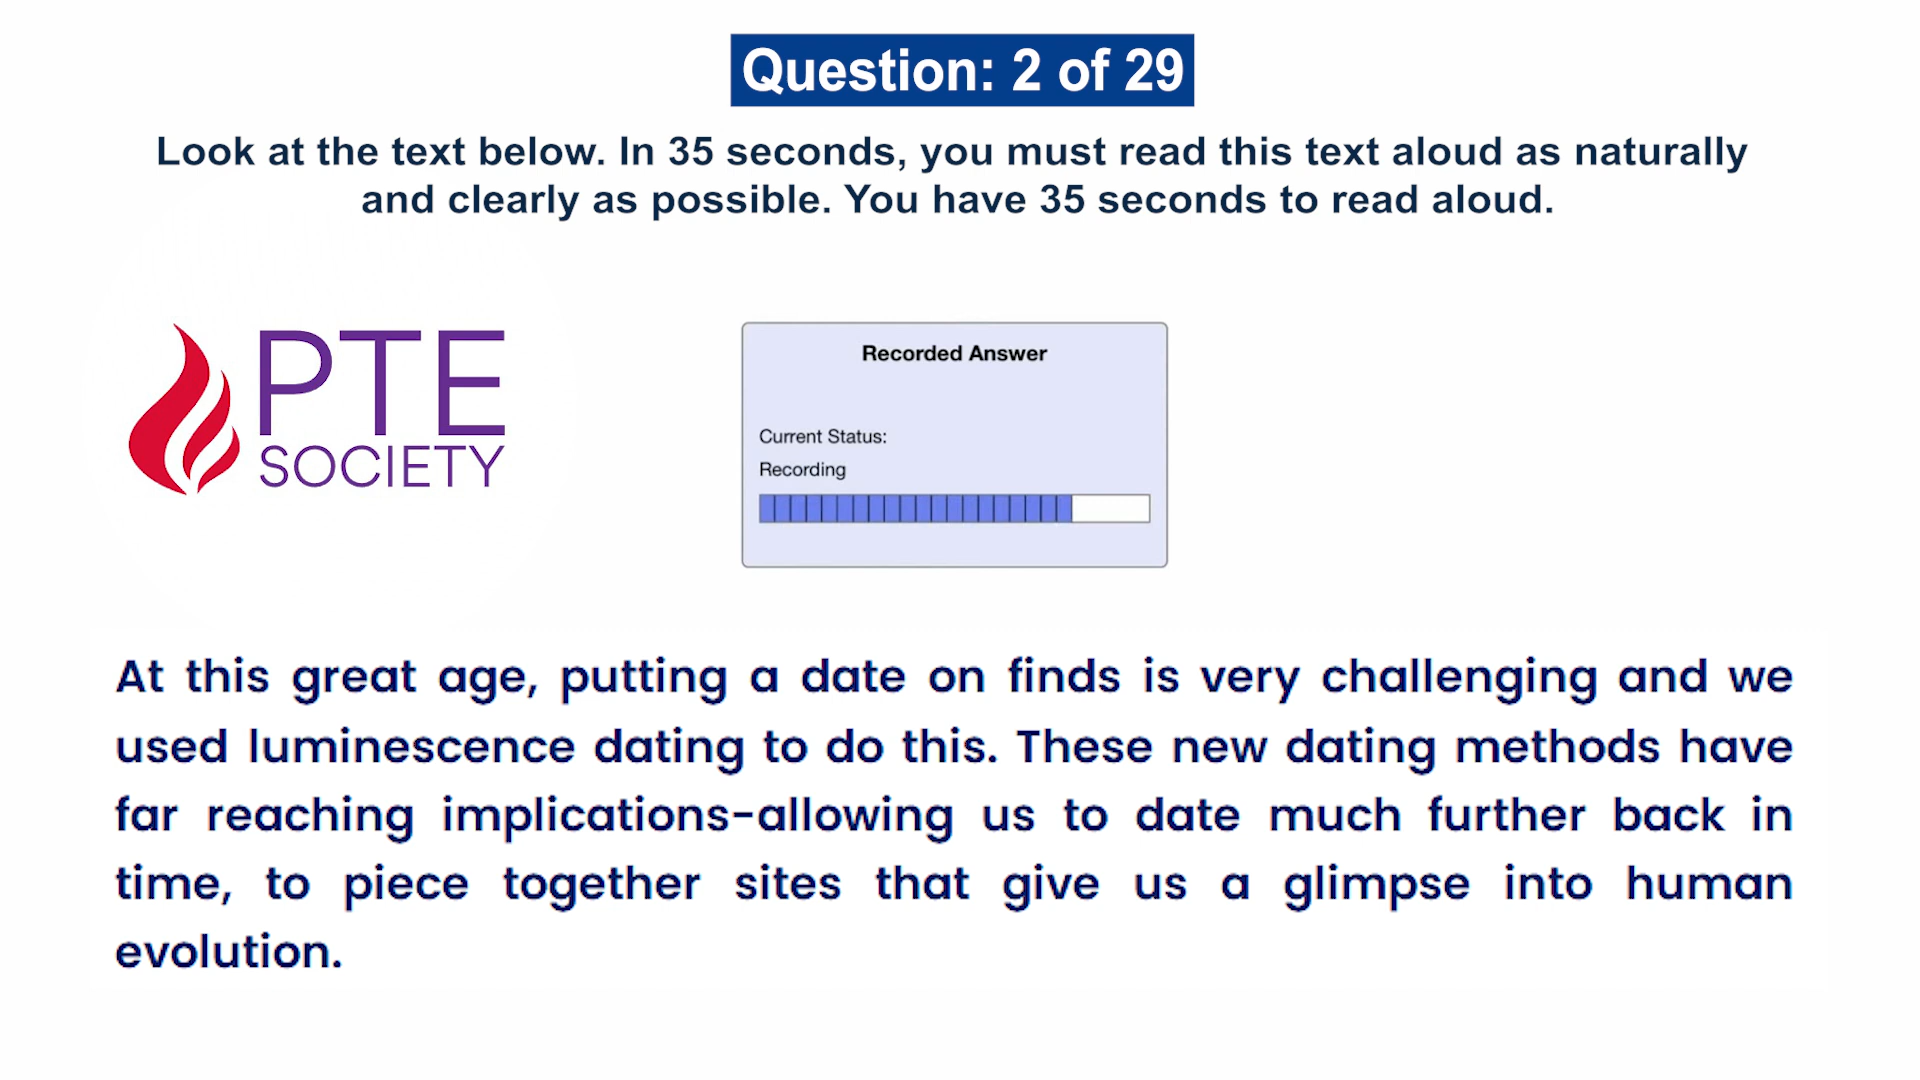 Question: 2 of 29
Look at the text below. In 35 seconds, you must read this text aloud as naturally
and clearly as possible. You have 35 seconds to read aloud.
PTE
SOCIETY
Recorded Answer
Current Status:
Recording
At this great age, putting a date on finds is very challenging and we
used luminescence dating to do this. These new dating methods have
far reaching implications-allowing us to date much further back in
time, to piece together sites that give us a glimpse into human
evolution.